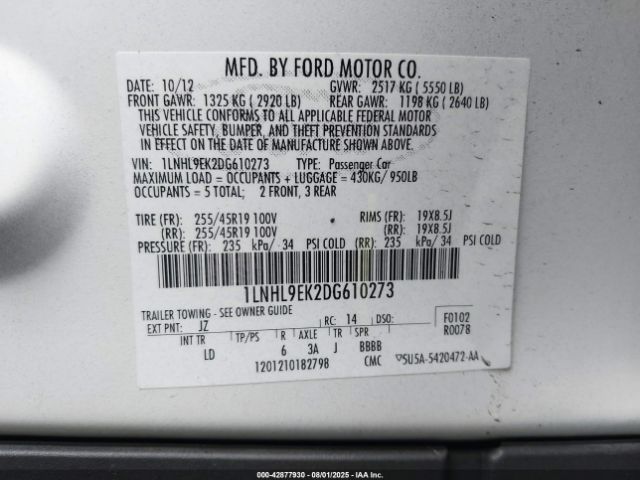 MFD. BY FORD MOTOR CO.
DATE: 10/12 GVWR: 2517 KG ( 5550 LB)
FRONT GAWR: 1325 KG ( 2920 LB) REAR GAWR: 1198 KG ( 2640 LB)
THIS VEHICLE CONFORMS TO ALL APPLICABLE FEDERAL MOTOR
VEHICLE SAFETY, BUMPER, AND THEFT PREVENTION STANDARDS
IN EFFECT ON THE DATE OF MANUFACTURE SHOWN ABOVE.
VIN: 1LNHL9EK2DG610273 TYPE: Passenger Car
MAXIMUM LOAD = OCCUPANTS + LUGGAGE = 430KG/ 950LB
OCCUPANTS = 5 TOTAL; 2 FRONT, 3 REAR
TIRE (FR): 255/45R19 100V RIMS (FR): 19X8.5J
(RR): 255/45R19 100V (RR): 19X8.5J
PRESSURE (FR): 235 kPa/ 34 PSI COLD (RR): 235 kPa/ 34 PSI COLD
1LNHL9EK2DG610273
TRAILER TOWING - SEE OWNER GUIDE
EXT PNT: JZ RC: 14 DSO: F0102
R0078
INT TR TP/PS R AXLE TR SPR
LD 6 3A J BBBB
1201210182798 CMC 5U5A-5420472-AA
000-42877930 - 08/01/2025 - IAAI.COM